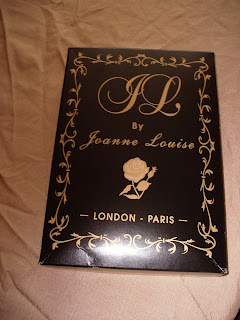 JL
By
Joanne Louise
— LONDON - PARIS —